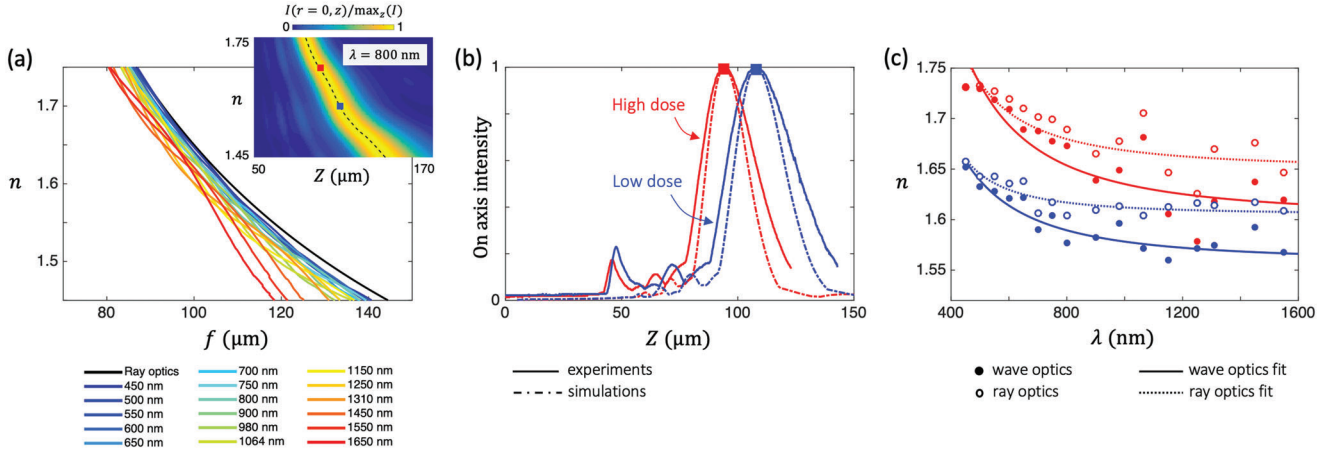 (a)
I(r = 0, z)/max_z(I)
0 1
1.75
λ = 800 nm
n
1.45
50 170
Z (μm)
1.7
n
1.6
1.5
80 100 120 140
f (μm)
Ray optics
450 nm
500 nm
550 nm
600 nm
650 nm
700 nm
750 nm
800 nm
900 nm
980 nm
1064 nm
1150 nm
1250 nm
1310 nm
1450 nm
1550 nm
1650 nm
(b)
1
High dose
Low dose
On axis intensity
0
0 50 100 150
Z (μm)
experiments
simulations
(c)
1.75
1.7
1.65
n
1.6
1.55
1.5
400 800 1200 1600
λ (nm)
wave optics
ray optics
wave optics fit
ray optics fit